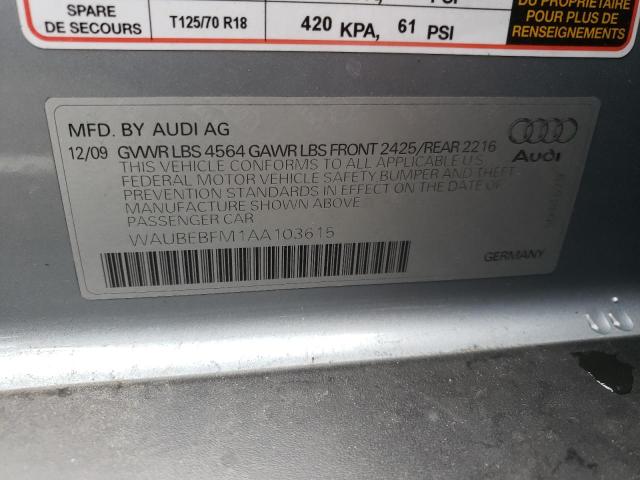 SPARE
DE SECOURS
T125/70 R18
420 KPA, 61 PSI
DU PROPRIÉTAIRE
POUR PLUS DE
RENSEIGNEMENTS
MFD. BY AUDI AG
12/09 GVWR LBS 4564 GAWR LBS FRONT 2425/REAR 2216
THIS VEHICLE CONFORMS TO ALL APPLICABLE U.S.
FEDERAL MOTOR VEHICLE SAFETY BUMPER AND THEFT
PREVENTION STANDARDS IN EFFECT ON THE DATE OF
MANUFACTURE SHOWN ABOVE
PASSENGER CAR
WAUBEBFM1AA103615
Audi
GERMANY